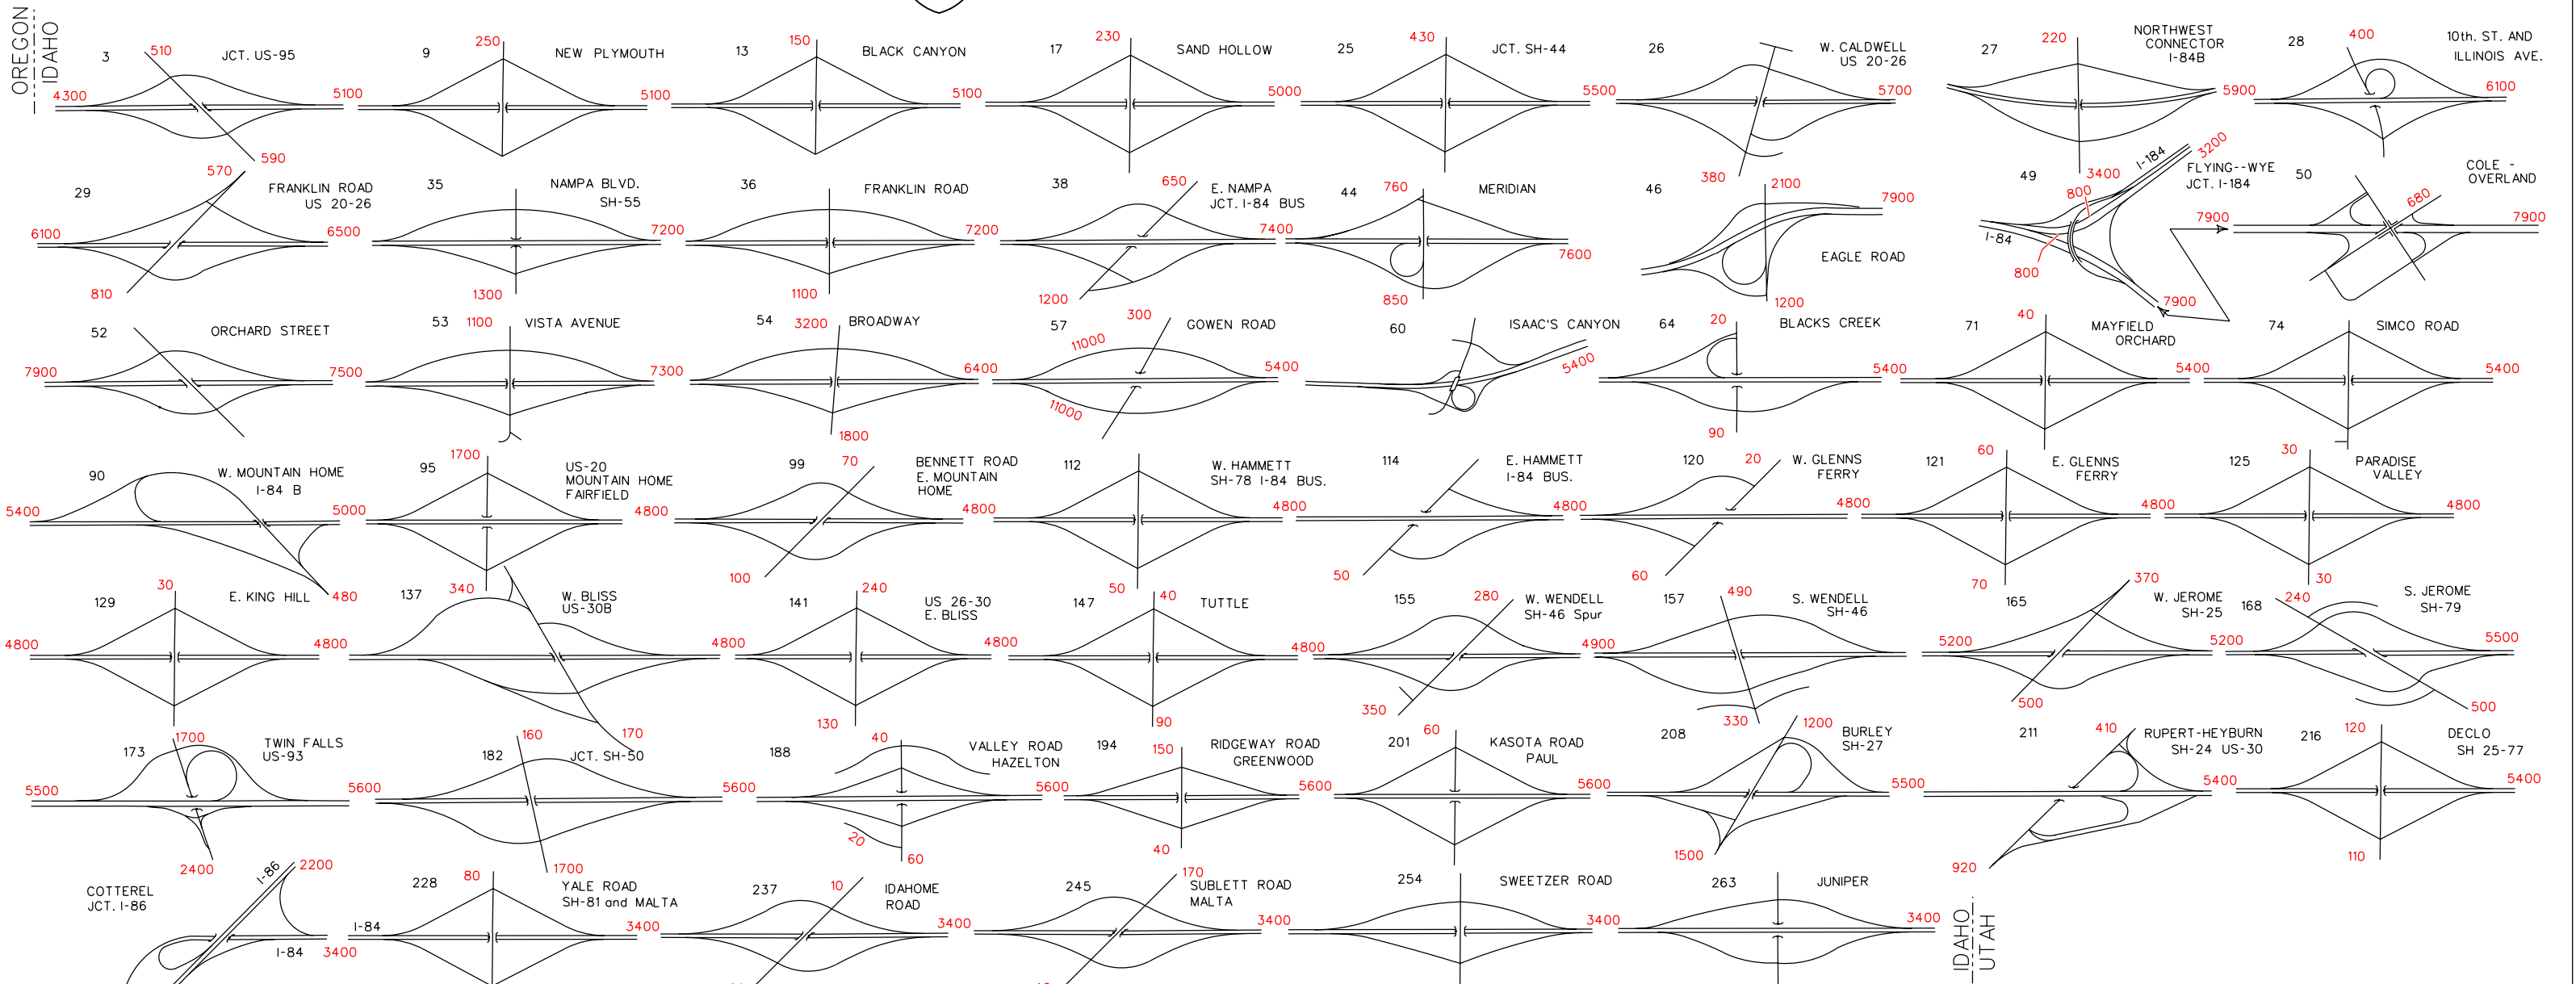 OREGON
IDAHO
3
510
JCT. US-95
4300
5100
590
9
250
NEW PLYMOUTH
5100
13
150
BLACK CANYON
5100
17
230
SAND HOLLOW
5000
25
430
JCT. SH-44
5500
26
W. CALDWELL
US 20-26
5700
380
27
220
NORTHWEST
CONNECTOR
I-84B
5900
3400
28
400
10th. ST. AND
ILLINOIS AVE.
6100
29
570
FRANKLIN ROAD
US 20-26
6100
6500
810
35
NAMPA BLVD.
SH-55
7200
1300
36
FRANKLIN ROAD
7200
1100
38
650
E. NAMPA
JCT. I-84 BUS
7400
1200
44
760
MERIDIAN
7600
850
46
2100
7900
EAGLE ROAD
1200
49
I-184
3200
FLYING--WYE
JCT. I-184
800
I-84
800
7900
7900
50
COLE -
OVERLAND
680
7900
52
ORCHARD STREET
7900
7500
53
1100
VISTA AVENUE
7300
54
3200
BROADWAY
6400
1800
57
300
GOWEN ROAD
11000
5400
11000
60
ISAAC'S CANYON
5400
64
20
BLACKS CREEK
5400
90
71
40
MAYFIELD
ORCHARD
5400
74
SIMCO ROAD
5400
90
W. MOUNTAIN HOME
I-84 B
5400
5000
480
95
1700
US-20
MOUNTAIN HOME
FAIRFIELD
4800
340
99
70
BENNETT ROAD
E. MOUNTAIN
HOME
4800
100
112
W. HAMMETT
SH-78 I-84 BUS.
4800
50
114
E. HAMMETT
I-84 BUS.
4800
50
120
20
W. GLENNS
FERRY
4800
60
121
60
E. GLENNS
FERRY
4800
70
125
30
PARADISE
VALLEY
4800
30
129
30
E. KING HILL
4800
4800
137
W. BLISS
US-30B
4800
170
141
240
US 26-30
E. BLISS
4800
130
147
40
TUTTLE
4800
90
155
280
W. WENDELL
SH-46 Spur
4900
350
157
490
S. WENDELL
SH-46
330
165
370
W. JEROME
SH-25
5200
5200
500
168
240
S. JEROME
SH-79
5500
500
173
1700
TWIN FALLS
US-93
5500
5600
2400
182
160
JCT. SH-50
5600
1700
188
40
VALLEY ROAD
HAZELTON
5600
20
60
194
150
RIDGEWAY ROAD
GREENWOOD
5600
40
201
60
KASOTA ROAD
PAUL
5600
208
1200
BURLEY
SH-27
5500
1500
211
410
RUPERT-HEYBURN
SH-24 US-30
5400
920
216
120
DECLO
SH 25-77
5400
110
COTTEREL
JCT. I-86
I-86
2200
I-84
I-84
3400
228
80
YALE ROAD
SH-81 and MALTA
3400
237
10
IDAHOME
ROAD
3400
245
170
SUBLETT ROAD
MALTA
3400
254
SWEETZER ROAD
3400
263
JUNIPER
3400
IDAHO
UTAH